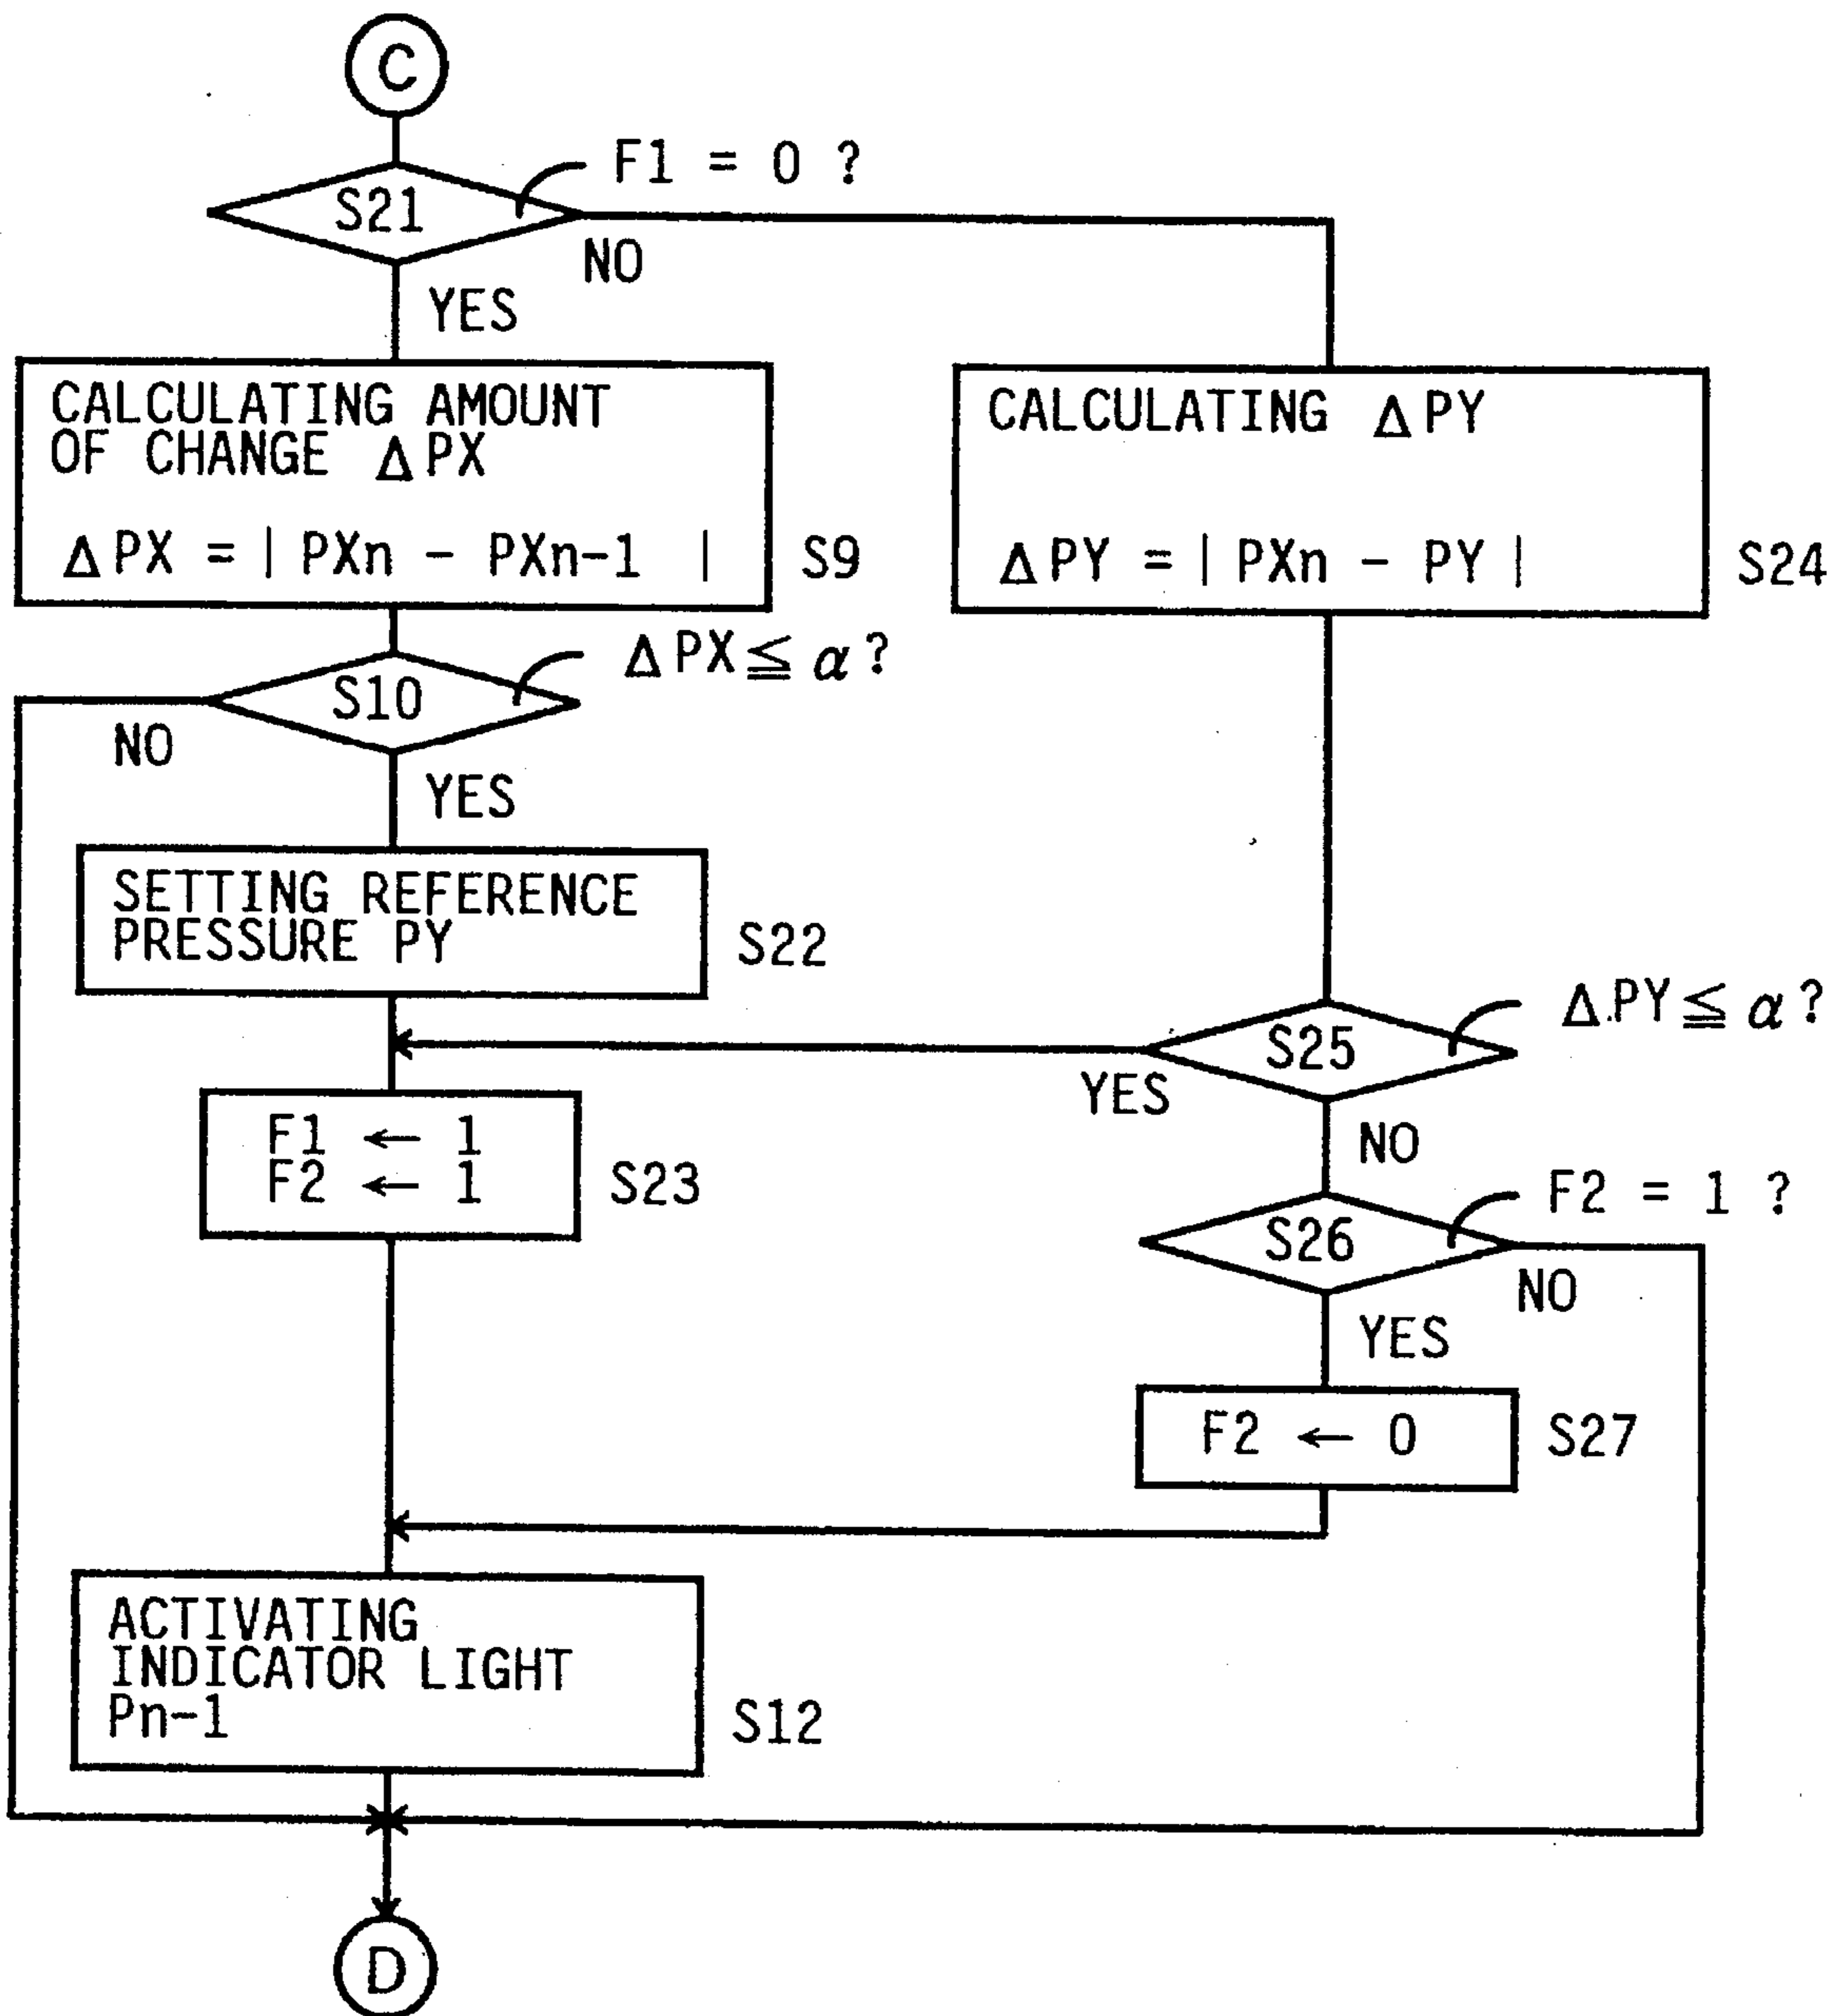 C
F1 = 0 ?
S21
NO
YES
CALCULATING AMOUNT
OF CHANGE ΔPX
ΔPX = | PXn - PXn-1 |
S9
CALCULATING ΔPY
ΔPY = | PXn - PY |
S24
ΔPX ≦ α ?
S10
NO
YES
SETTING REFERENCE
PRESSURE PY
S22
ΔPY ≦ α ?
S25
YES
NO
F1 ← 1
F2 ← 1
S23
F2 = 1 ?
S26
NO
YES
F2 ← 0
S27
ACTIVATING
INDICATOR LIGHT
Pn-1
S12
D